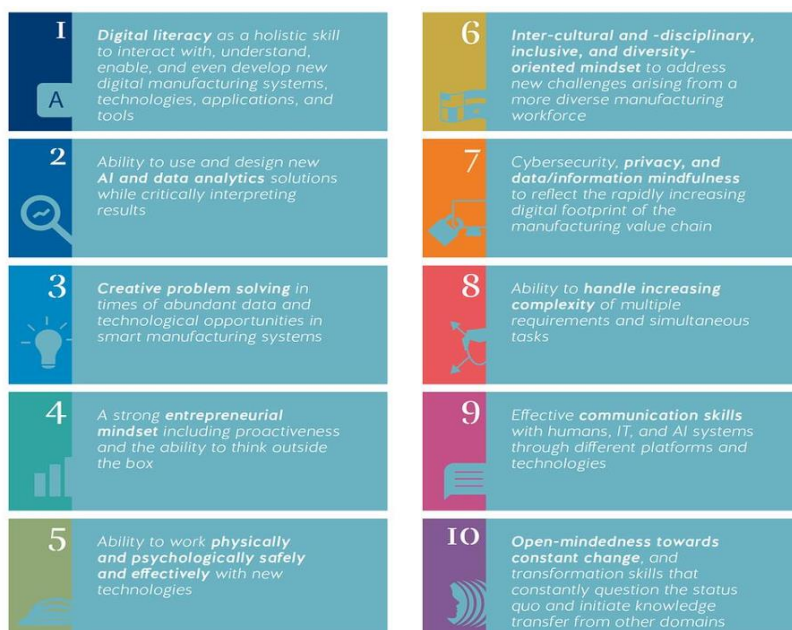 1
Digital literacy as a holistic skill
to interact with, understand,
enable, and even develop new
digital manufacturing systems,
technologies, applications, and
tools
A
2
Ability to use and design new
AI and data analytics solutions
while critically interpreting
results
3
Creative problem solving in
times of abundant data and
technological opportunities in
smart manufacturing systems
4
A strong entrepreneurial
mindset including proactiveness
and the ability to think outside
the box
5
Ability to work physically
and psychologically safely
and effectively with new
technologies
6
Inter-cultural and -disciplinary,
inclusive, and diversity-
oriented mindset to address
new challenges arising from a
more diverse manufacturing
workforce
7
Cybersecurity, privacy, and
data/information mindfulness
to reflect the rapidly increasing
digital footprint of the
manufacturing value chain
8
Ability to handle increasing
complexity of multiple
requirements and simultaneous
tasks
9
Effective communication skills
with humans, IT, and AI systems
through different platforms and
technologies
10
Open-mindedness towards
constant change, and
transformation skills that
constantly question the status
quo and initiate knowledge
transfer from other domains